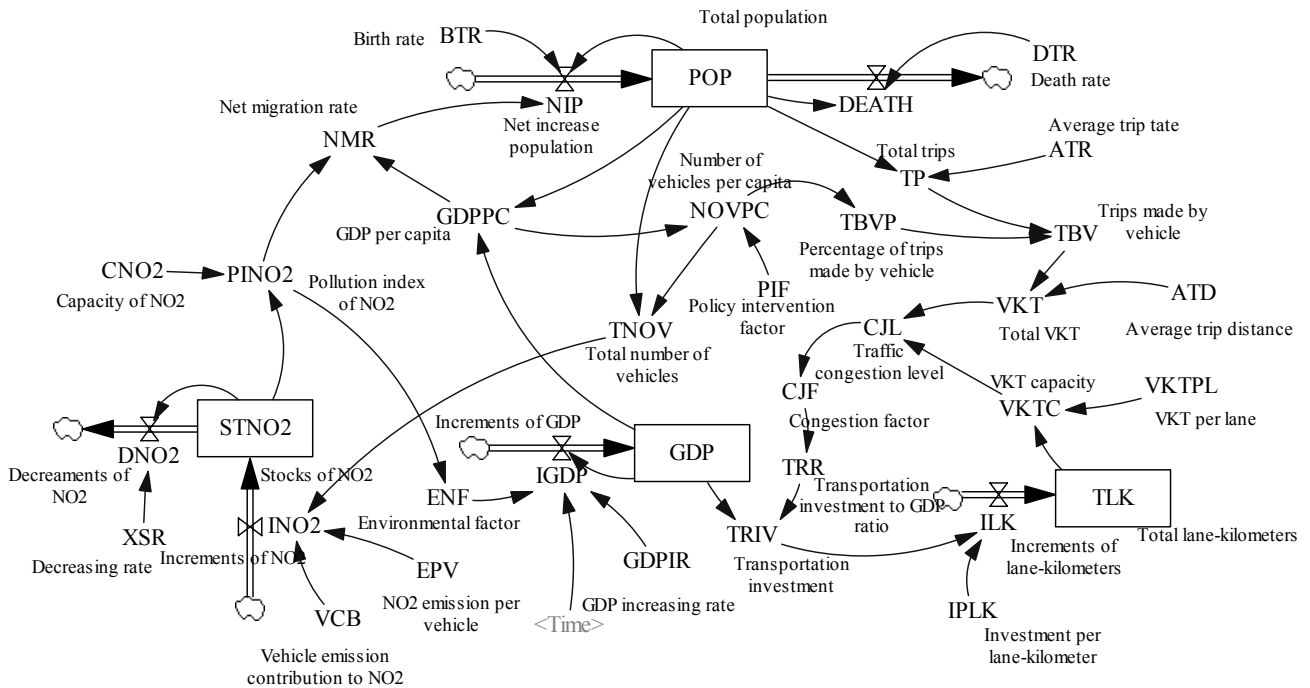 Total population
BTR
Birth rate
POP
DTR
Death rate
NIP
DEATH
Net migration rate
Net increase
population
NMR
Average trip tate
ATR
Total trips
TP
Number of
vehicles per capita
GDPPC
GDP per capita
NOVPC
TBVP
Percentage of trips
made by vehicle
TBV
Trips made by
vehicle
CNO2
Capacity of NO2
PINO2
Pollution index
of NO2
PIF
Policy intervention
factor
VKT
Total VKT
ATD
Average trip distance
TNOV
Total number of
vehicles
CJL
Traffic
congestion level
CJF
Congestion factor
VKT capacity
VKTC
VKTPL
VKT per lane
STNO2
Stocks of NO2
DNO2
Decreaments of
NO2
Increments of GDP
IGDP
GDP
TRR
Transportation
investment to GDP
ratio
TLK
Total lane-kilometers
ENF
Environmental factor
XSR
Decreasing rate
INO2
Increments of NO2
TRIV
Transportation
investment
ILK
Increments of
lane-kilometers
GDPIR
GDP increasing rate
EPV
NO2 emission per
vehicle
VCB
Vehicle emission
contribution to NO2
<Time>
IPLK
Investment per
lane-kilometer